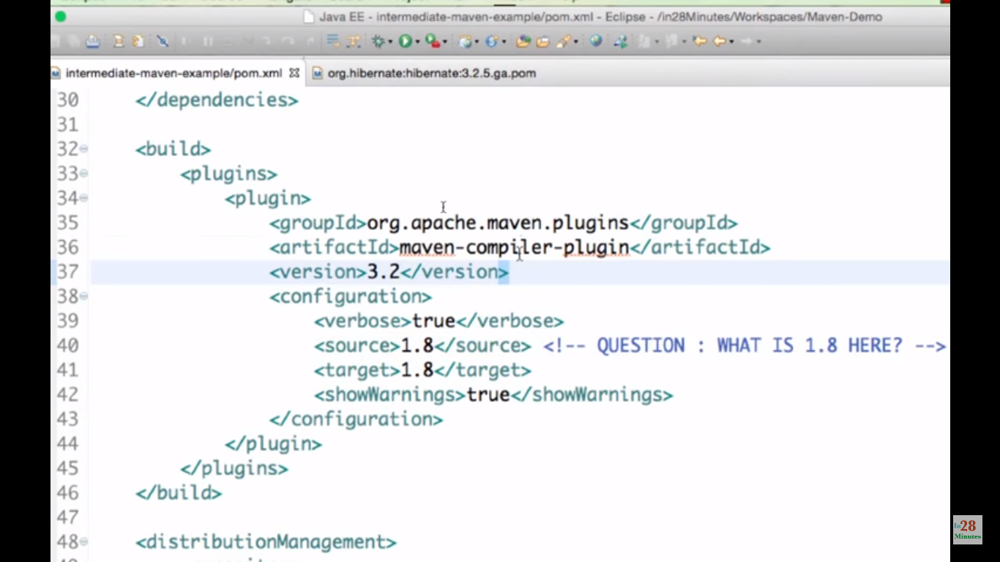 Java EE - intermediate-maven-example/pom.xml - Eclipse - /in28Minutes/Workspaces/Maven-Demo
intermediate-maven-example/pom.xml org.hibernate:hibernate:3.2.5.ga.pom
30 </dependencies>
31
32 <build>
33 <plugins>
34 <plugin>
35 <groupId>org.apache.maven.plugins</groupId>
36 <artifactId>maven-compiler-plugin</artifactId>
37 <version>3.2</version>
38 <configuration>
39 <verbose>true</verbose>
40 <source>1.8</source> <!-- QUESTION : WHAT IS 1.8 HERE? -->
41 <target>1.8</target>
42 <showWarnings>true</showWarnings>
43 </configuration>
44 </plugin>
45 </plugins>
46 </build>
47
48 <distributionManagement>
In 28
Minutes